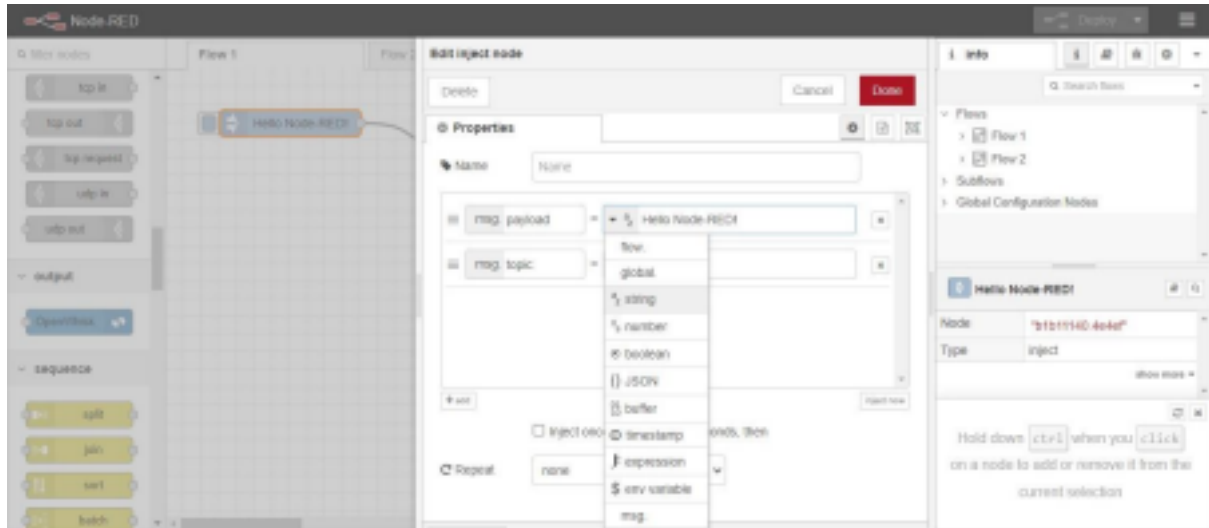 Node-RED
Deploy
filter nodes
tcp in
tcp out
tcp request
udp in
udp out
output
sequence
split
join
sort
batch
Flow 1
Hello Node-RED!
Edit inject node
Delete
Cancel
Done
Properties
Name
Name
msg. payload
=
Hello Node-RED!
msg. topic
=
flow.
global.
string
number
boolean
{} JSON
buffer
timestamp
expression
$ env variable
msg.
+ add
inject now
Inject once
onds, then
Repeat
none
info
Search flows
Flows
Flow 1
Flow 2
Subflows
Global Configuration Nodes
Hello Node-RED!
Node
Type
inject
show more
Hold down ctrl when you click
on a node to add or remove it from the
current selection